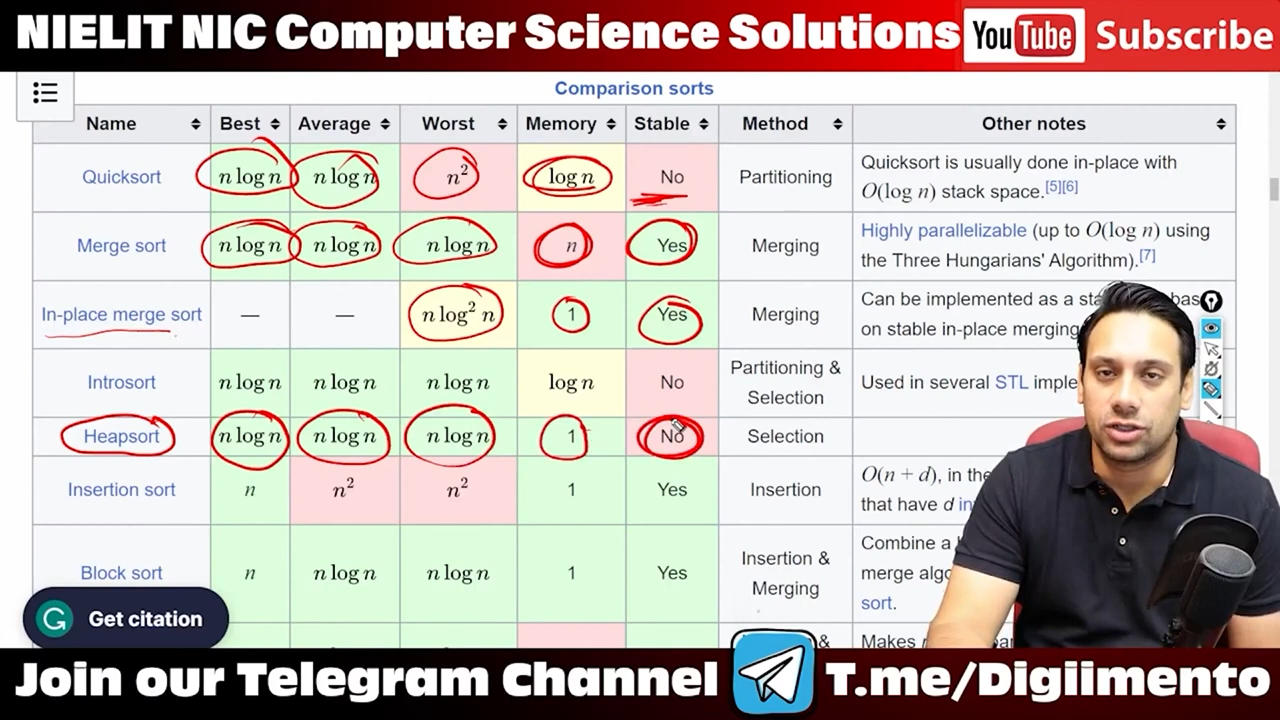 NIELIT NIC Computer Science Solutions YouTube Subscribe
Comparison sorts
Name Best Average Worst Memory Stable Method Other notes
Quicksort n log n n log n n² log n No Partitioning Quicksort is usually done in-place with
O(log n) stack space.[5][6]
Merge sort n log n n log n n log n n Yes Merging Highly parallelizable (up to O(log n) using
the Three Hungarians' Algorithm).[7]
In-place merge sort — — n log² n 1 Yes Merging Can be implemented as a
on stable in-place merging
Introsort n log n n log n n log n log n No Partitioning &
Selection Used in several STL
Heapsort n log n n log n n log n 1 No Selection
Insertion sort n n² n² 1 Yes Insertion O(n + d), in the
that have d
Block sort n n log n n log n 1 Yes Insertion &
Merging Combine a
merge
sort.
Get citation
& Makes
Join our Telegram Channel T.me/Digiimento